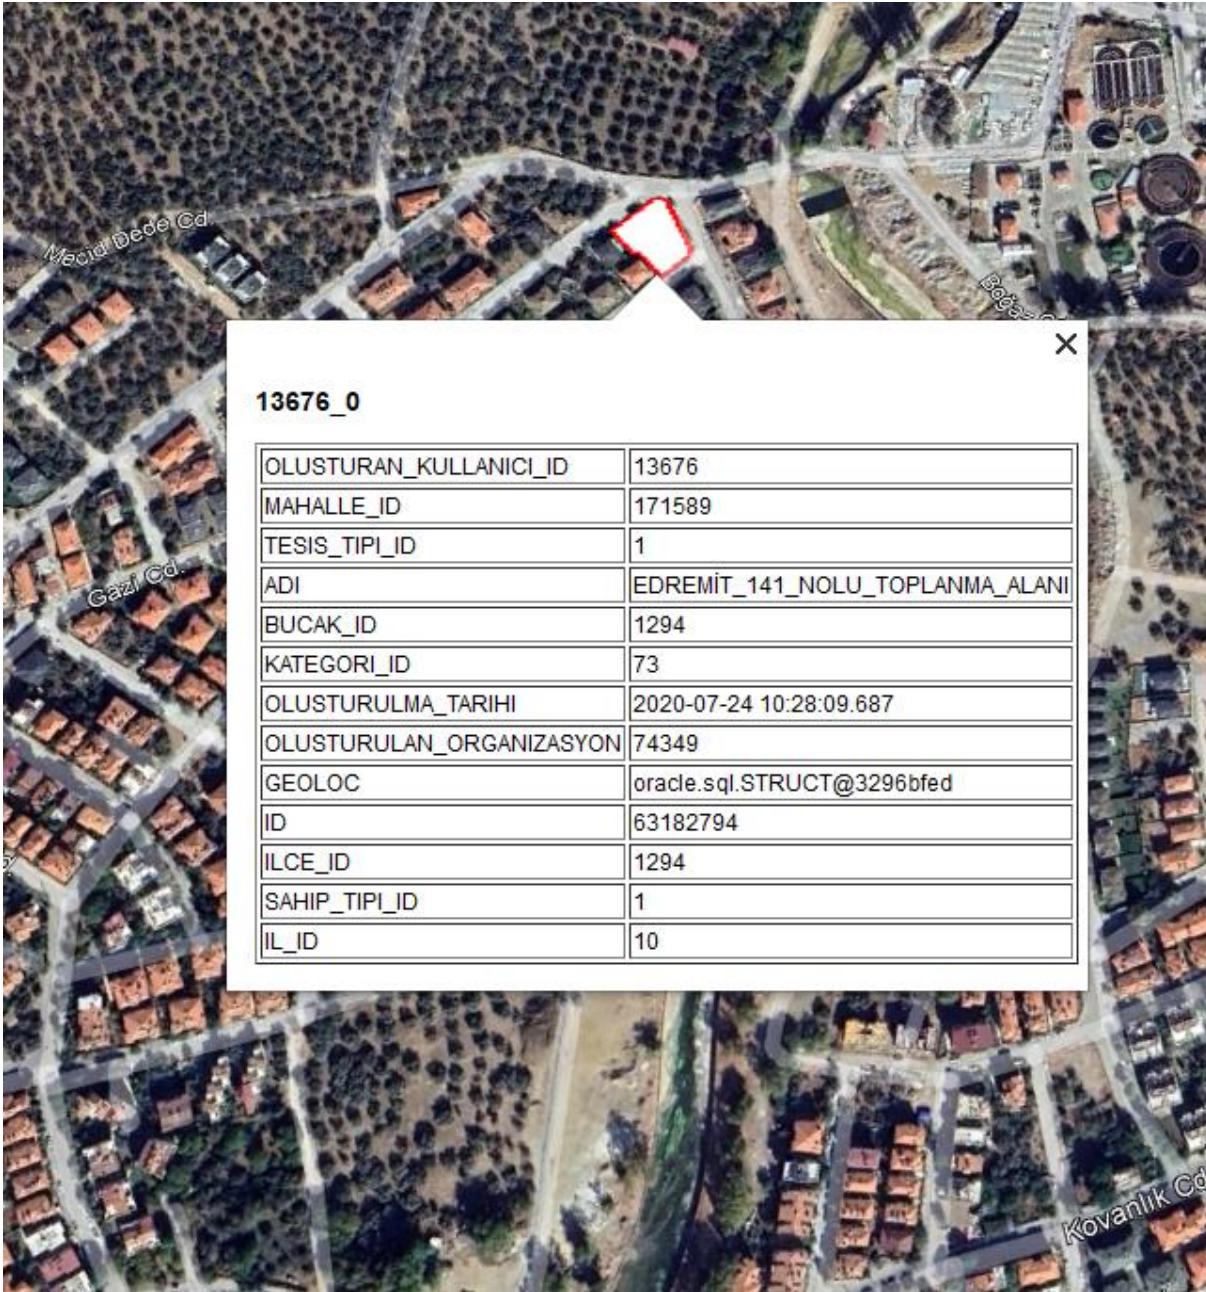 Mecid Dede Cd.
13676_0
OLUSTURAN_KULLANICI_ID 13676
MAHALLE_ID 171589
TESIS_TIPI_ID 1
ADI EDREMİT_141_NOLU_TOPLANMA_ALANI
BUCAK_ID 1294
KATEGORI_ID 73
OLUSTURULMA_TARIHI 2020-07-24 10:28:09.687
OLUSTURULAN_ORGANIZASYON 74349
GEOLOC oracle.sql.STRUCT@3296bfed
ID 63182794
ILCE_ID 1294
SAHIP_TIPI_ID 1
IL_ID 10
Gazi Cd.
Kovanlık Cd